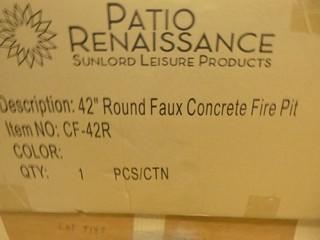 PATIO
RENAISSANCE
SUNLORD LEISURE PRODUCTS
Description: 42" Round Faux Concrete Fire Pit
Item NO: CF-42R
COLOR:
QTY: 1 PCS/CTN